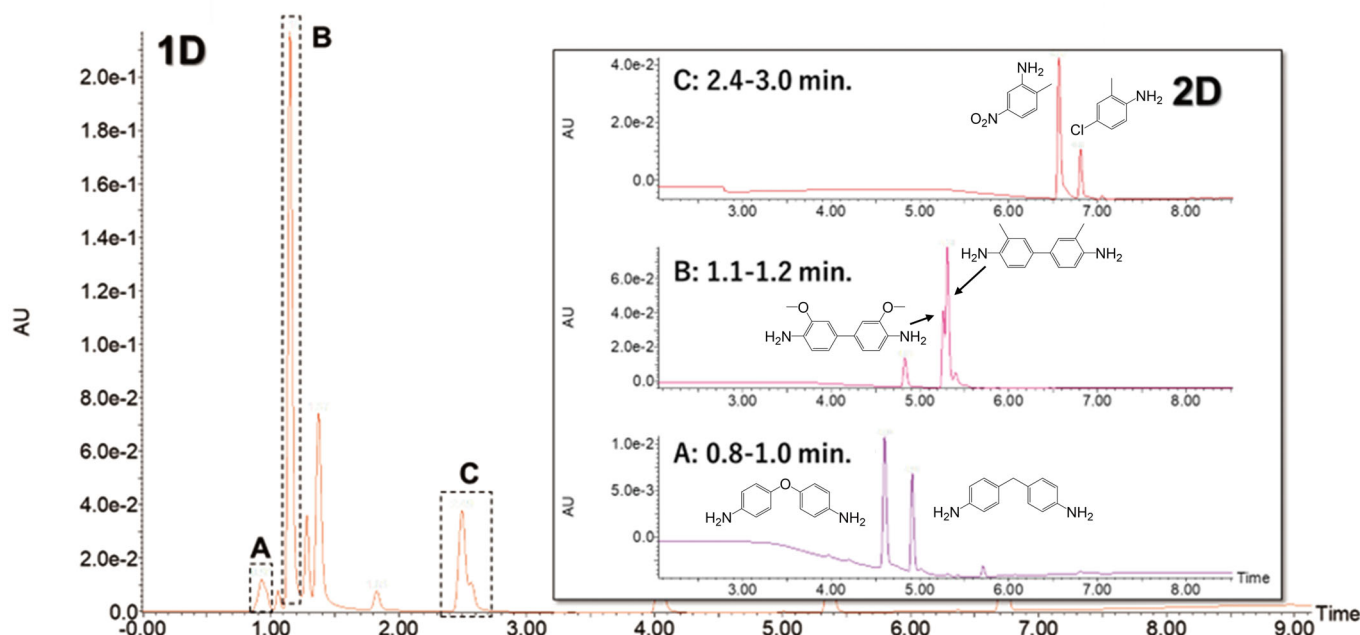 1D
B
2.0e-1
1.8e-1
1.6e-1
1.4e-1
1.2e-1
1.0e-1
8.0e-2
6.0e-2
4.0e-2
2.0e-2
0.0
AU
A
C
-0.00 1.00 2.00 3.00 4.00 5.00 6.00 7.00 8.00 9.00
Time
2D
C: 2.4-3.0 min.
4.0e-2
2.0e-2
0.0
AU
NH2
O2N
NH2
Cl
3.00 4.00 5.00 6.00 7.00 8.00
B: 1.1-1.2 min.
6.0e-2
4.0e-2
2.0e-2
0.0
AU
H2N
NH2
O
O
H2N
NH2
3.00 4.00 5.00 6.00 7.00 8.00
A: 0.8-1.0 min.
1.0e-2
5.0e-3
0.0
AU
O
H2N
NH2
H2N
NH2
Time
3.00 4.00 5.00 6.00 7.00 8.00